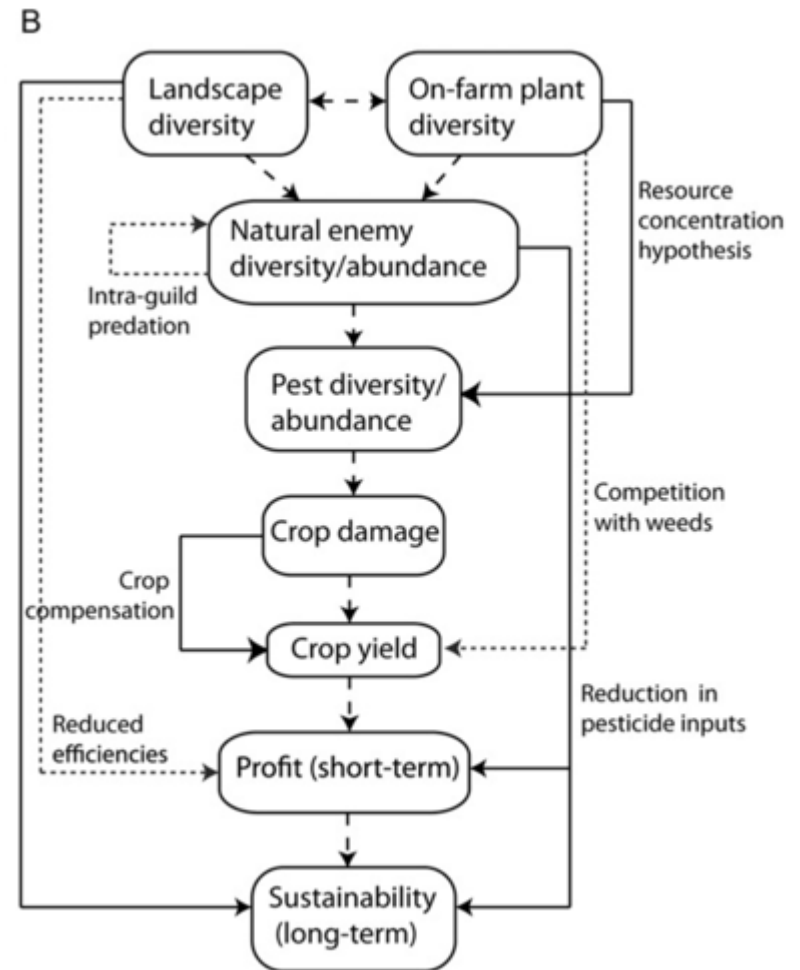 B
Landscape
diversity
On-farm plant
diversity
Resource
concentration
hypothesis
Natural enemy
diversity/abundance
Intra-guild
predation
Pest diversity/
abundance
Competition
with weeds
Crop damage
Crop
compensation
Crop yield
Reduction in
pesticide inputs
Reduced
efficiencies
Profit (short-term)
Sustainability
(long-term)